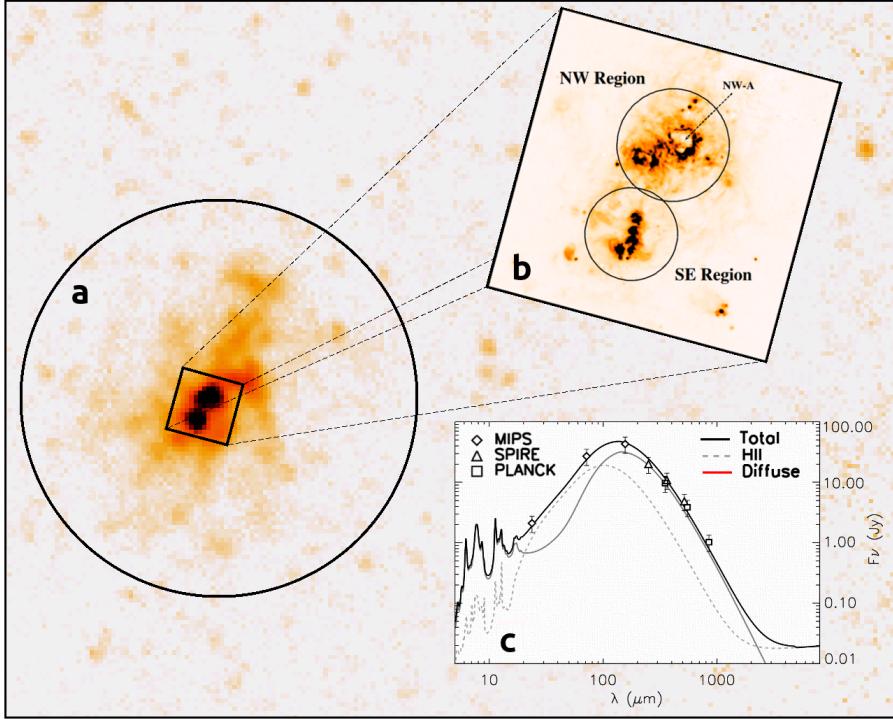 a
NW Region
NW-A
b
SE Region
MIPS
SPIRE
PLANCK
Total
HII
Diffuse
100.00
10.00
1.00
0.10
0.01
Fν (Jy)
c
10
100
1000
λ (μm)